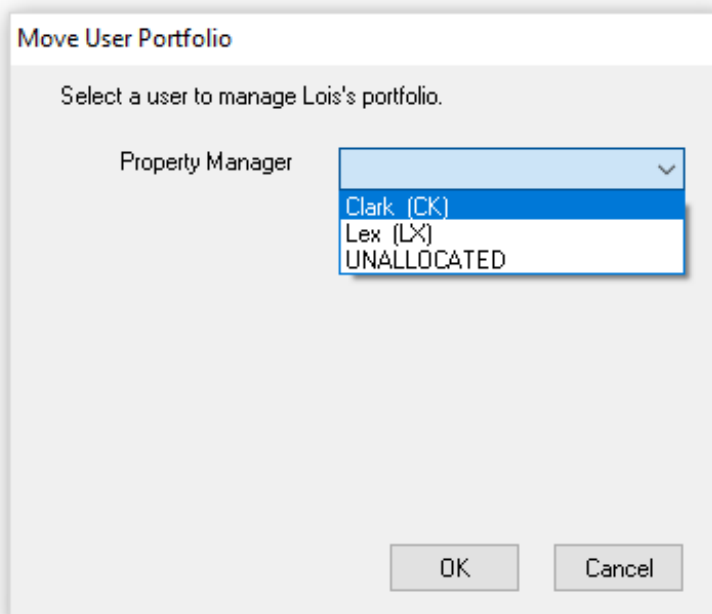 Move User Portfolio
Select a user to manage Lois's portfolio.
Property Manager
Clark (CK)
Lex (LX)
UNALLOCATED
OK
Cancel